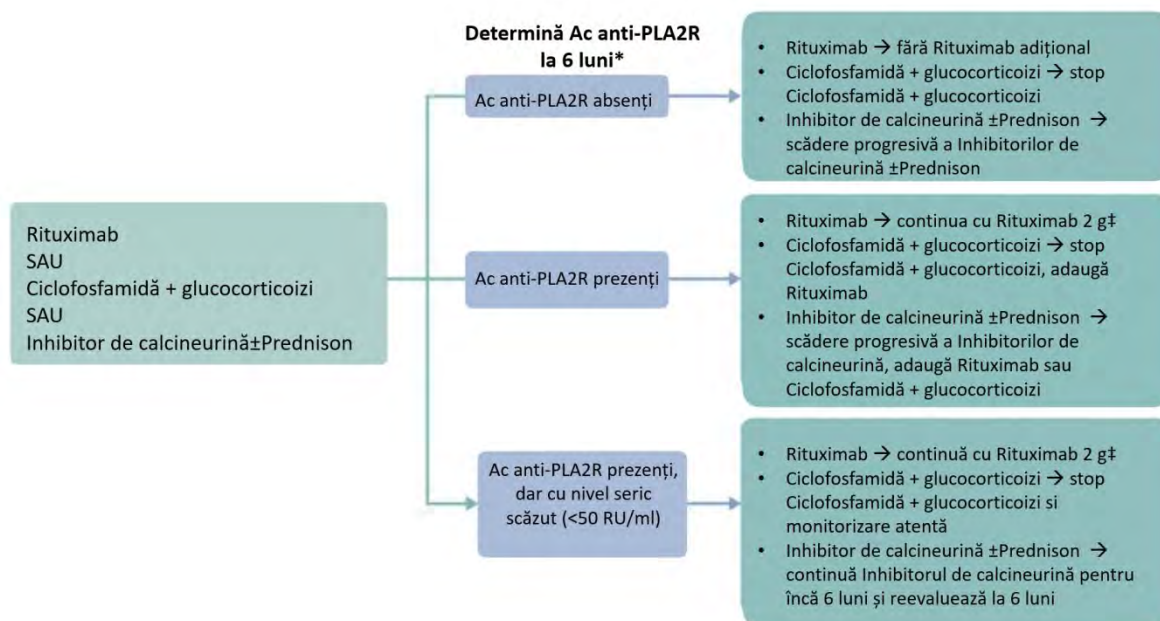 Determină Ac anti-PLA2R
la 6 luni*
Rituximab
SAU
Ciclofosfamidă + glucocorticoizi
SAU
Inhibitor de calcineurină±Prednison
Ac anti-PLA2R absenți
• Rituximab → fără Rituximab adițional
• Ciclofosfamidă + glucocorticoizi → stop
Ciclofosfamidă + glucocorticoizi
• Inhibitor de calcineurină ±Prednison →
scădere progresivă a Inhibitorilor de
calcineurină ±Prednison
Ac anti-PLA2R prezenți
• Rituximab → continua cu Rituximab 2 g‡
• Ciclofosfamidă + glucocorticoizi → stop
Ciclofosfamidă + glucocorticoizi, adaugă
Rituximab
• Inhibitor de calcineurină ±Prednison →
scădere progresivă a Inhibitorilor de
calcineurină, adaugă Rituximab sau
Ciclofosfamidă + glucocorticoizi
Ac anti-PLA2R prezenți,
dar cu nivel seric
scăzut (<50 RU/ml)
• Rituximab → continuă cu Rituximab 2 g‡
• Ciclofosfamidă + glucocorticoizi → stop
Ciclofosfamidă + glucocorticoizi si
monitorizare atentă
• Inhibitor de calcineurină ±Prednison →
continuă Inhibitorul de calcineurină pentru
încă 6 luni și reevaluează la 6 luni